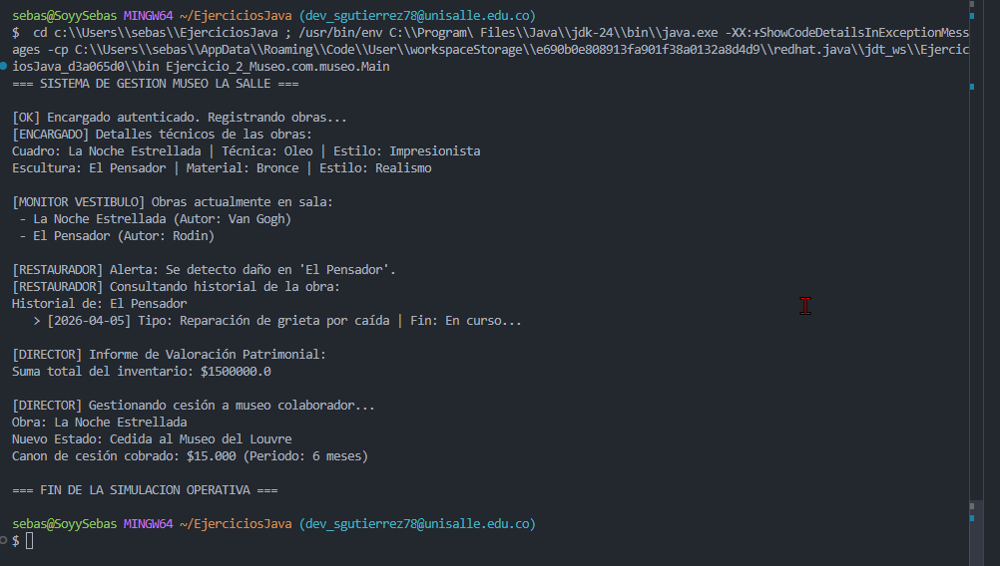 sebas@SoyySebas MINGW64 ~/EjerciciosJava (dev_sgutierrez78@unisalle.edu.co)
$  cd c:\\Users\\sebas\\EjerciciosJava ; /usr/bin/env C:\\Program\ Files\\Java\\jdk-24\\bin\\java.exe -XX:+ShowCodeDetailsInExceptionMess
ages -cp C:\\Users\\sebas\\AppData\\Roaming\\Code\\User\\workspaceStorage\\e690b0e808913fa901f38a0132a8d4d9\\redhat.java\\jdt_ws\\Ejercic
iosJava_d3a065d0\\bin Ejercicio_2_Museo.com.museo.Main
=== SISTEMA DE GESTION MUSEO LA SALLE ===

[OK] Encargado autenticado. Registrando obras...
[ENCARGADO] Detalles técnicos de las obras:
Cuadro: La Noche Estrellada | Técnica: Oleo | Estilo: Impresionista
Escultura: El Pensador | Material: Bronce | Estilo: Realismo

[MONITOR VESTIBULO] Obras actualmente en sala:
 - La Noche Estrellada (Autor: Van Gogh)
 - El Pensador (Autor: Rodin)

[RESTAURADOR] Alerta: Se detecto daño en 'El Pensador'.
[RESTAURADOR] Consultando historial de la obra:
Historial de: El Pensador
   > [2026-04-05] Tipo: Reparación de grieta por caída | Fin: En curso...

[DIRECTOR] Informe de Valoración Patrimonial:
Suma total del inventario: $1500000.0

[DIRECTOR] Gestionando cesión a museo colaborador...
Obra: La Noche Estrellada
Nuevo Estado: Cedida al Museo del Louvre
Canon de cesión cobrado: $15.000 (Periodo: 6 meses)

=== FIN DE LA SIMULACION OPERATIVA ===

sebas@SoyySebas MINGW64 ~/EjerciciosJava (dev_sgutierrez78@unisalle.edu.co)
$